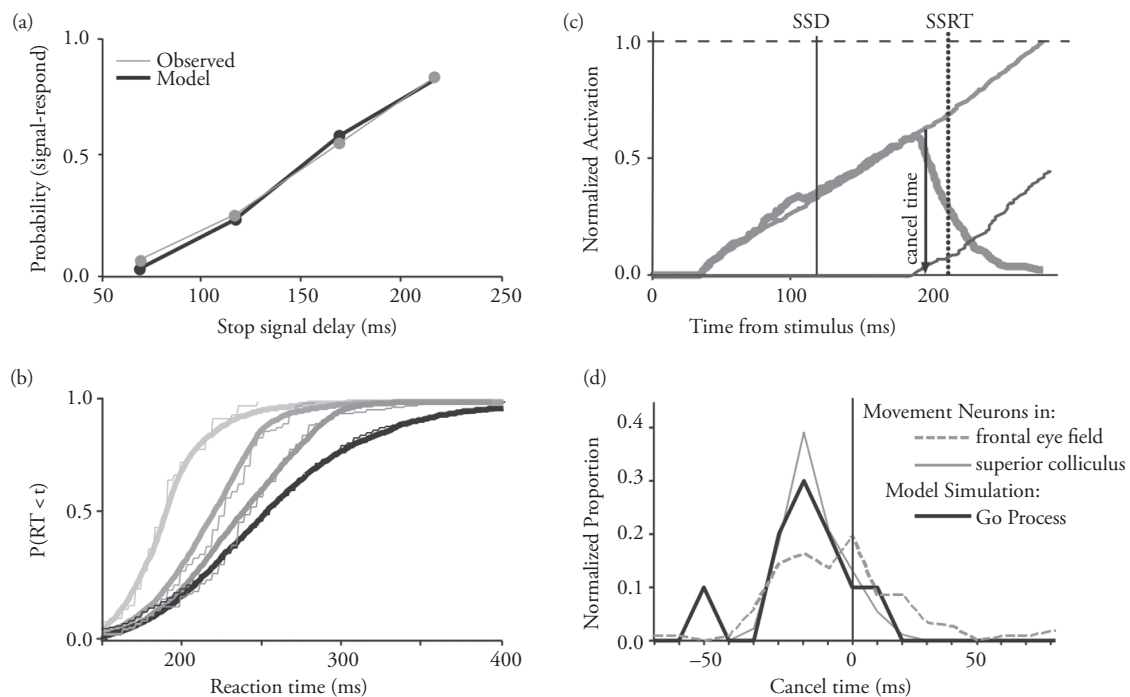 (a)
1.0
Observed
Model
0.5
0.0
Probability (signal-respond)
50
100
150
200
250
Stop signal delay (ms)
(b)
1.0
0.5
0.0
P(RT < t)
200
300
400
Reaction time (ms)
(c)
SSD
SSRT
1.0
0.5
0.0
Normalized Activation
cancel time
0
100
200
Time from stimulus (ms)
(d)
0.4
0.3
0.2
0.1
0.0
Normalized Proportion
Movement Neurons in:
frontal eye field
superior colliculus
Model Simulation:
Go Process
–50
0
50
Cancel time (ms)